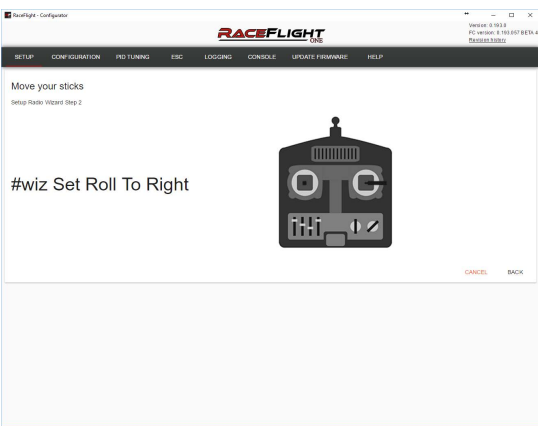 RaceFlight - Configurator
RACEFLIGHT
ONE
Version: 0.193.0
FC version: 0.193.057 BETA 4
Revision history
SETUP CONFIGURATION PID TUNING ESC LOGGING CONSOLE UPDATE FIRMWARE HELP
Move your sticks
Setup Radio Wizard Step 2
#wiz Set Roll To Right
CANCEL BACK